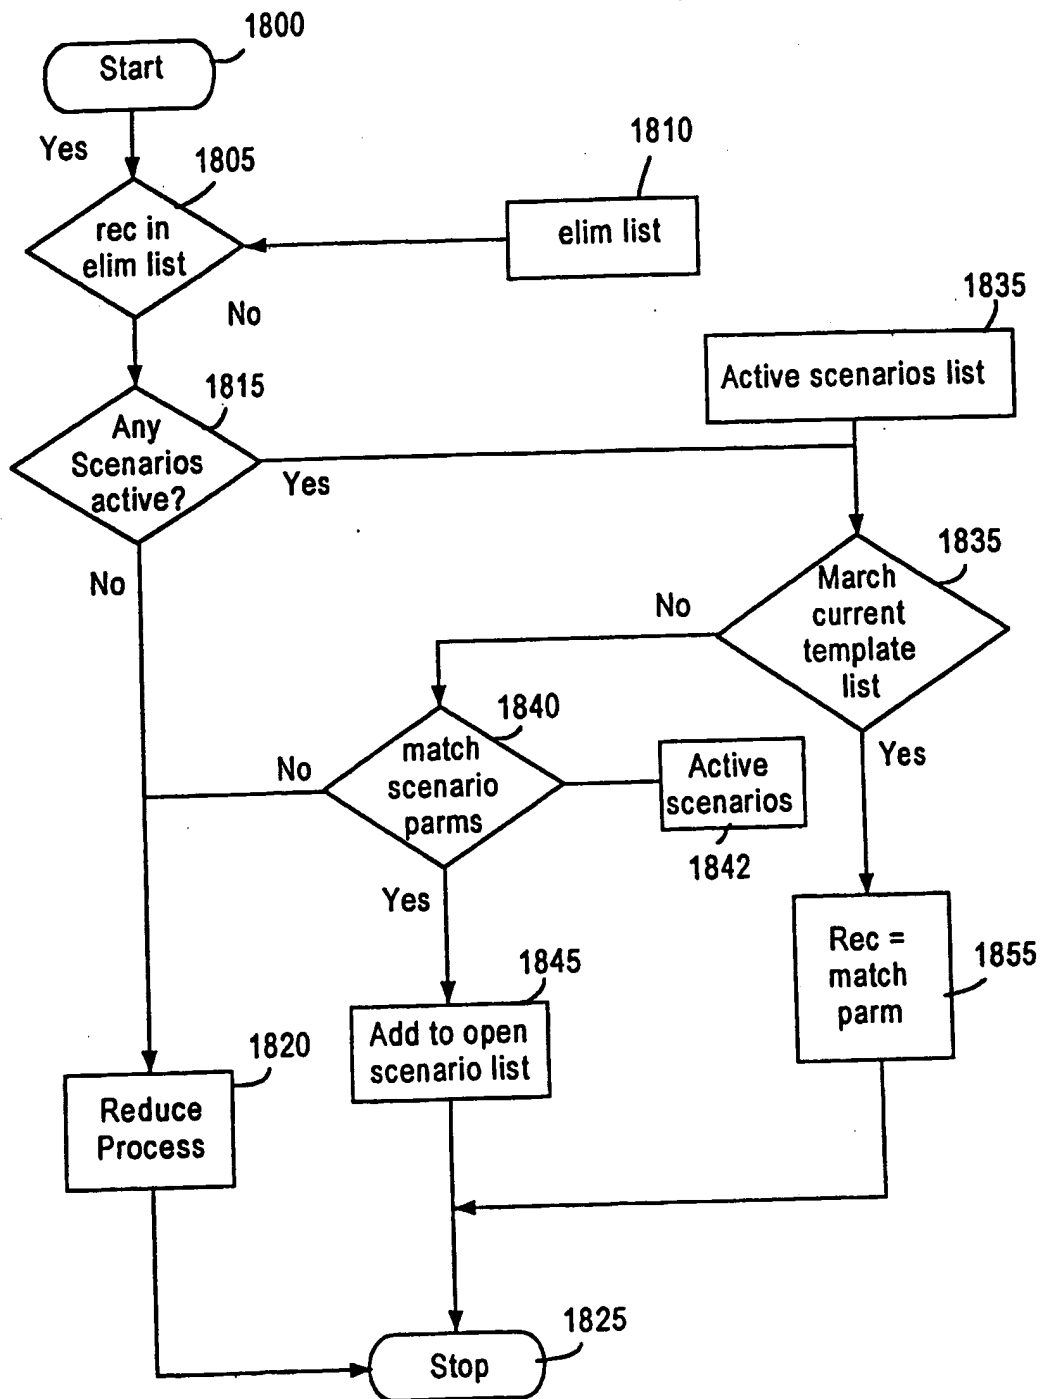 1800
Start
Yes
1805
1810
rec in
elim list
elim list
No
1835
Active scenarios list
1815
Any
Scenarios
active?
Yes
1835
March
current
template
list
No
No
1840
match
scenario
parms
No
Active
scenarios
1842
Yes
Yes
Rec =
match
parm
1855
1845
Add to open
scenario list
1820
Reduce
Process
1825
Stop